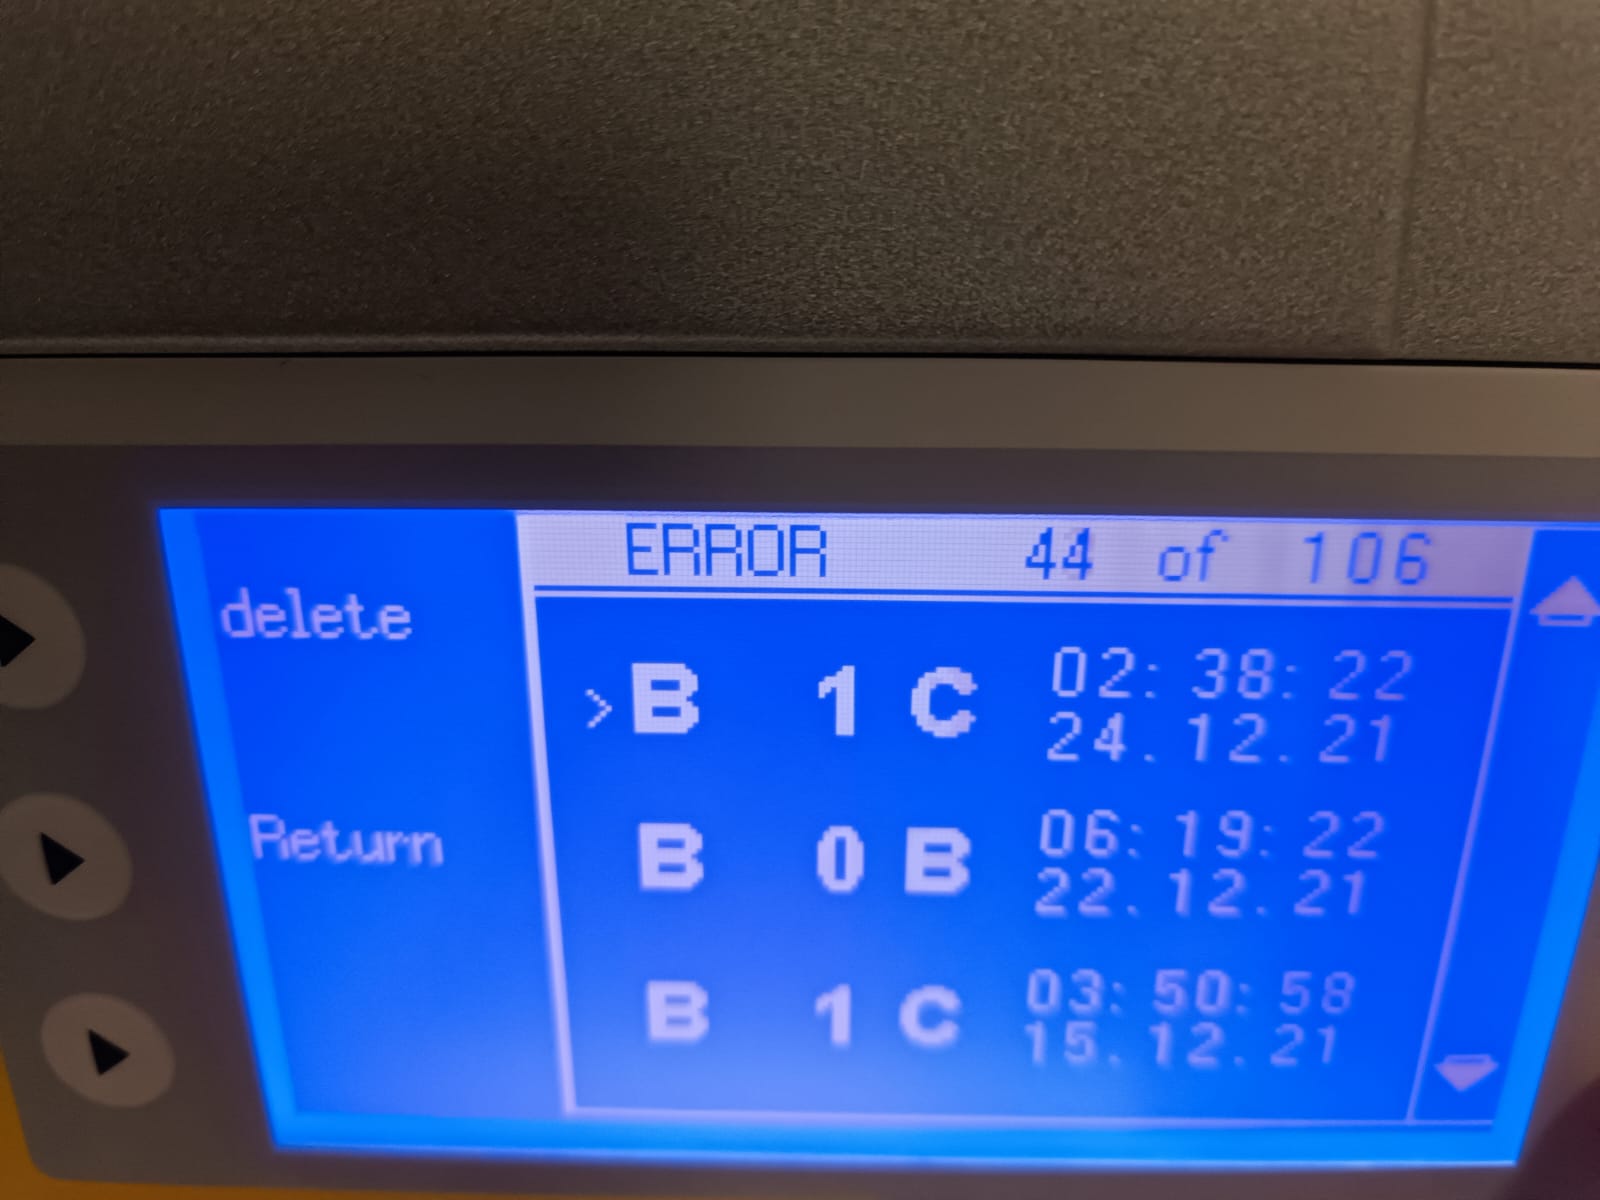 ERROR 44 of 106
delete
>B 1 C 02:38:22
24.12.21
Return
B 0 B 06:19:22
22.12.21
B 1 C 03:50:58
15.12.21